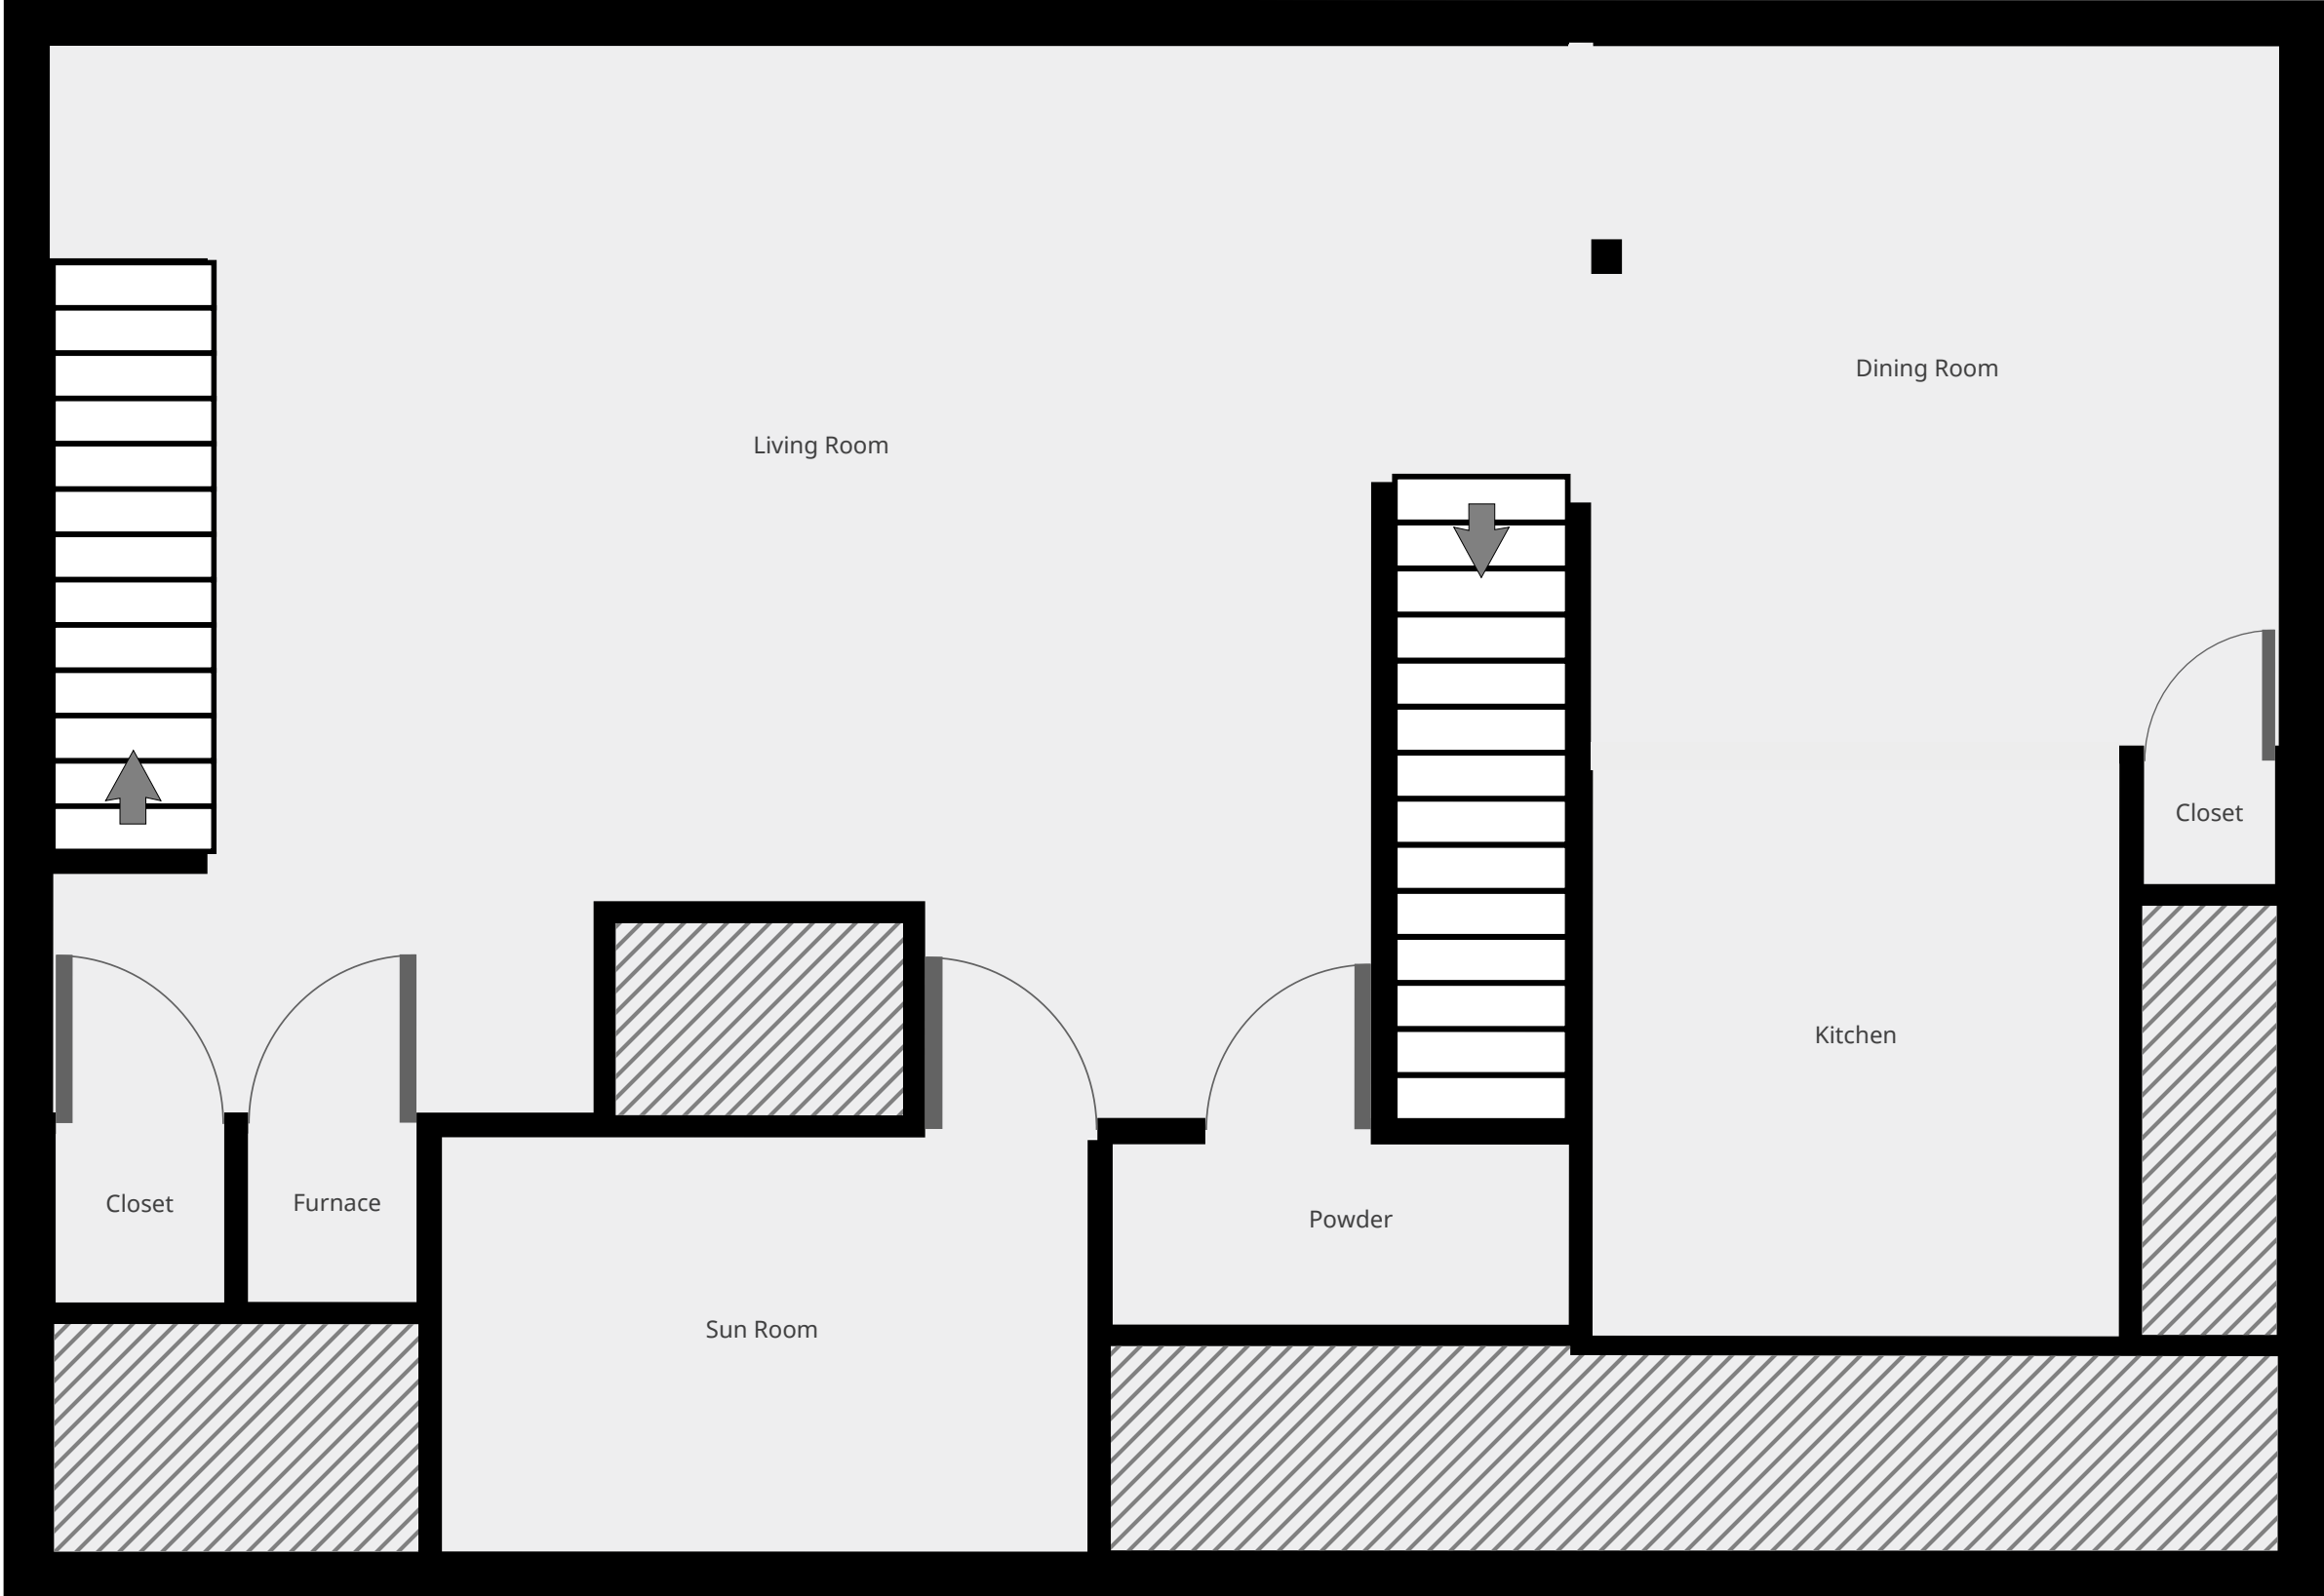 Dining Room
Living Room
Closet
Kitchen
Closet
Furnace
Powder
Sun Room